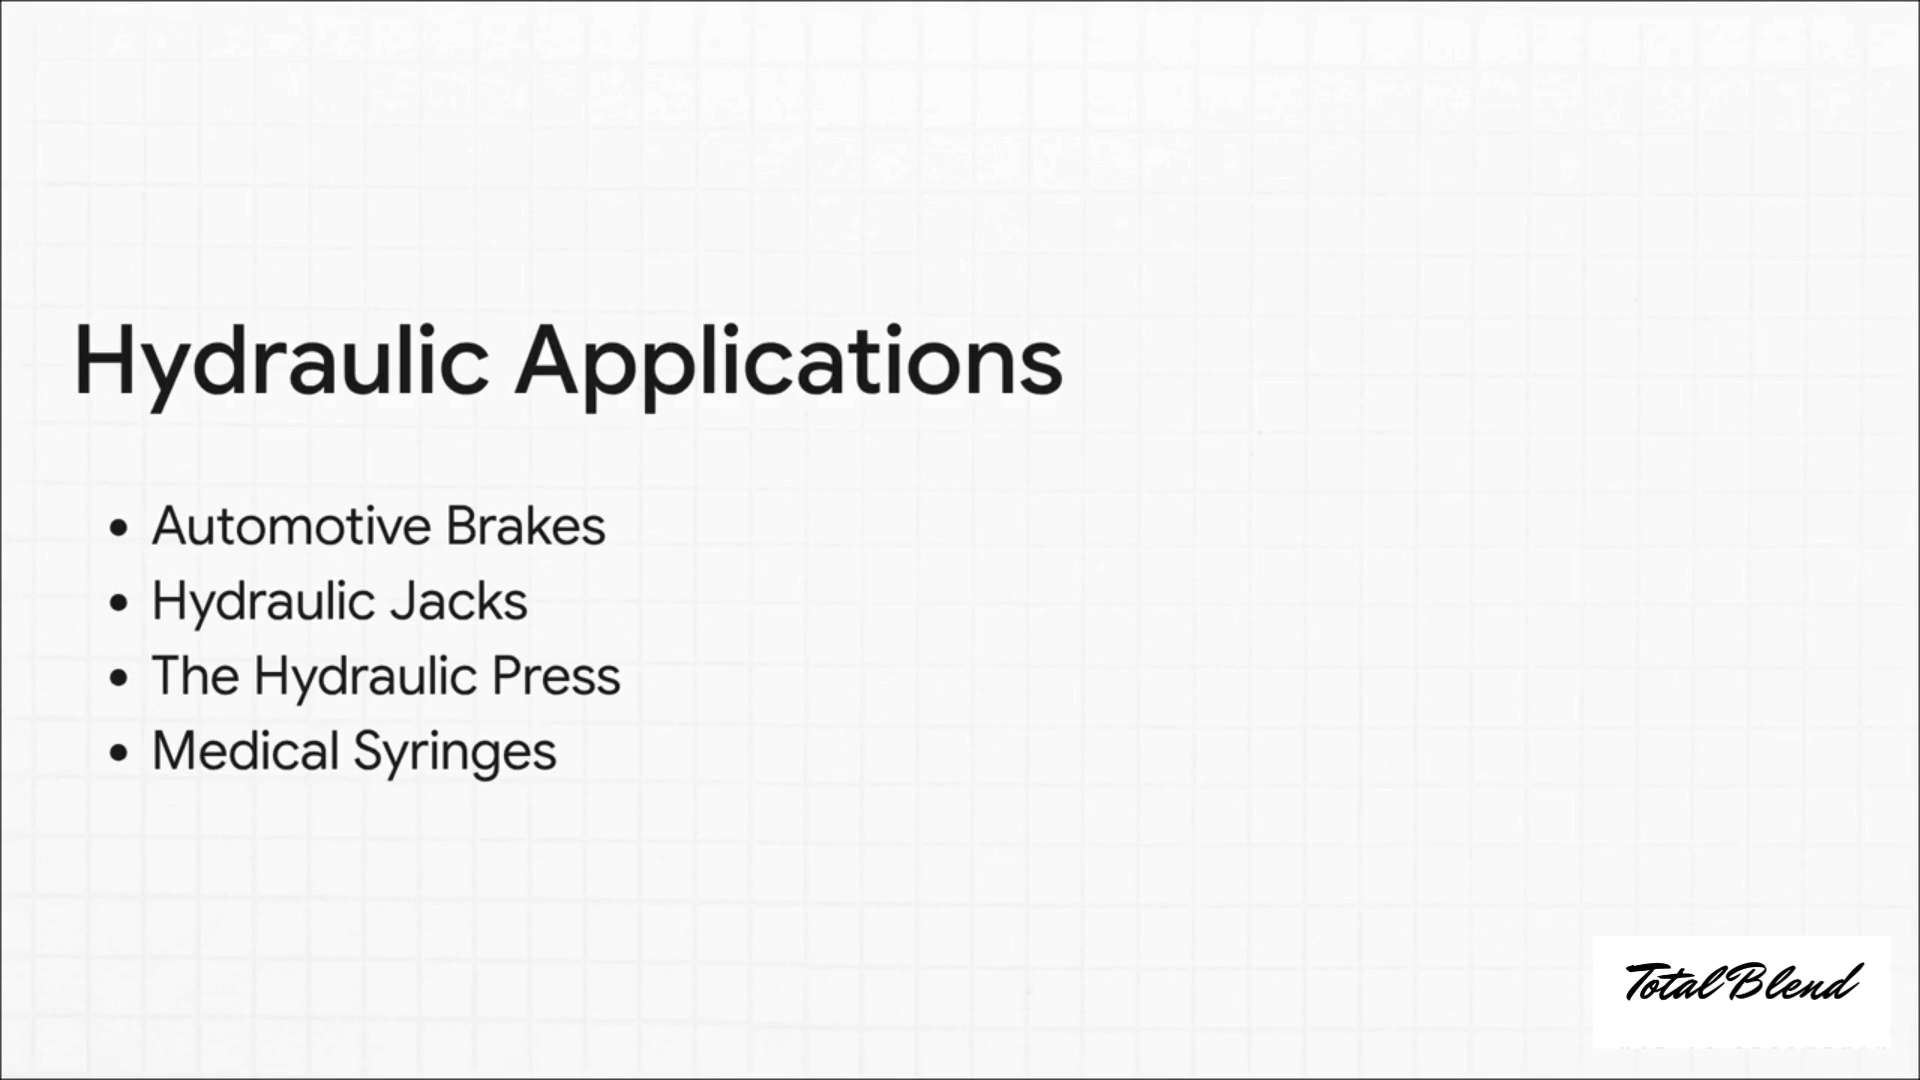 Hydraulic Applications
• Automotive Brakes
• Hydraulic Jacks
• The Hydraulic Press
• Medical Syringes
Total Blend